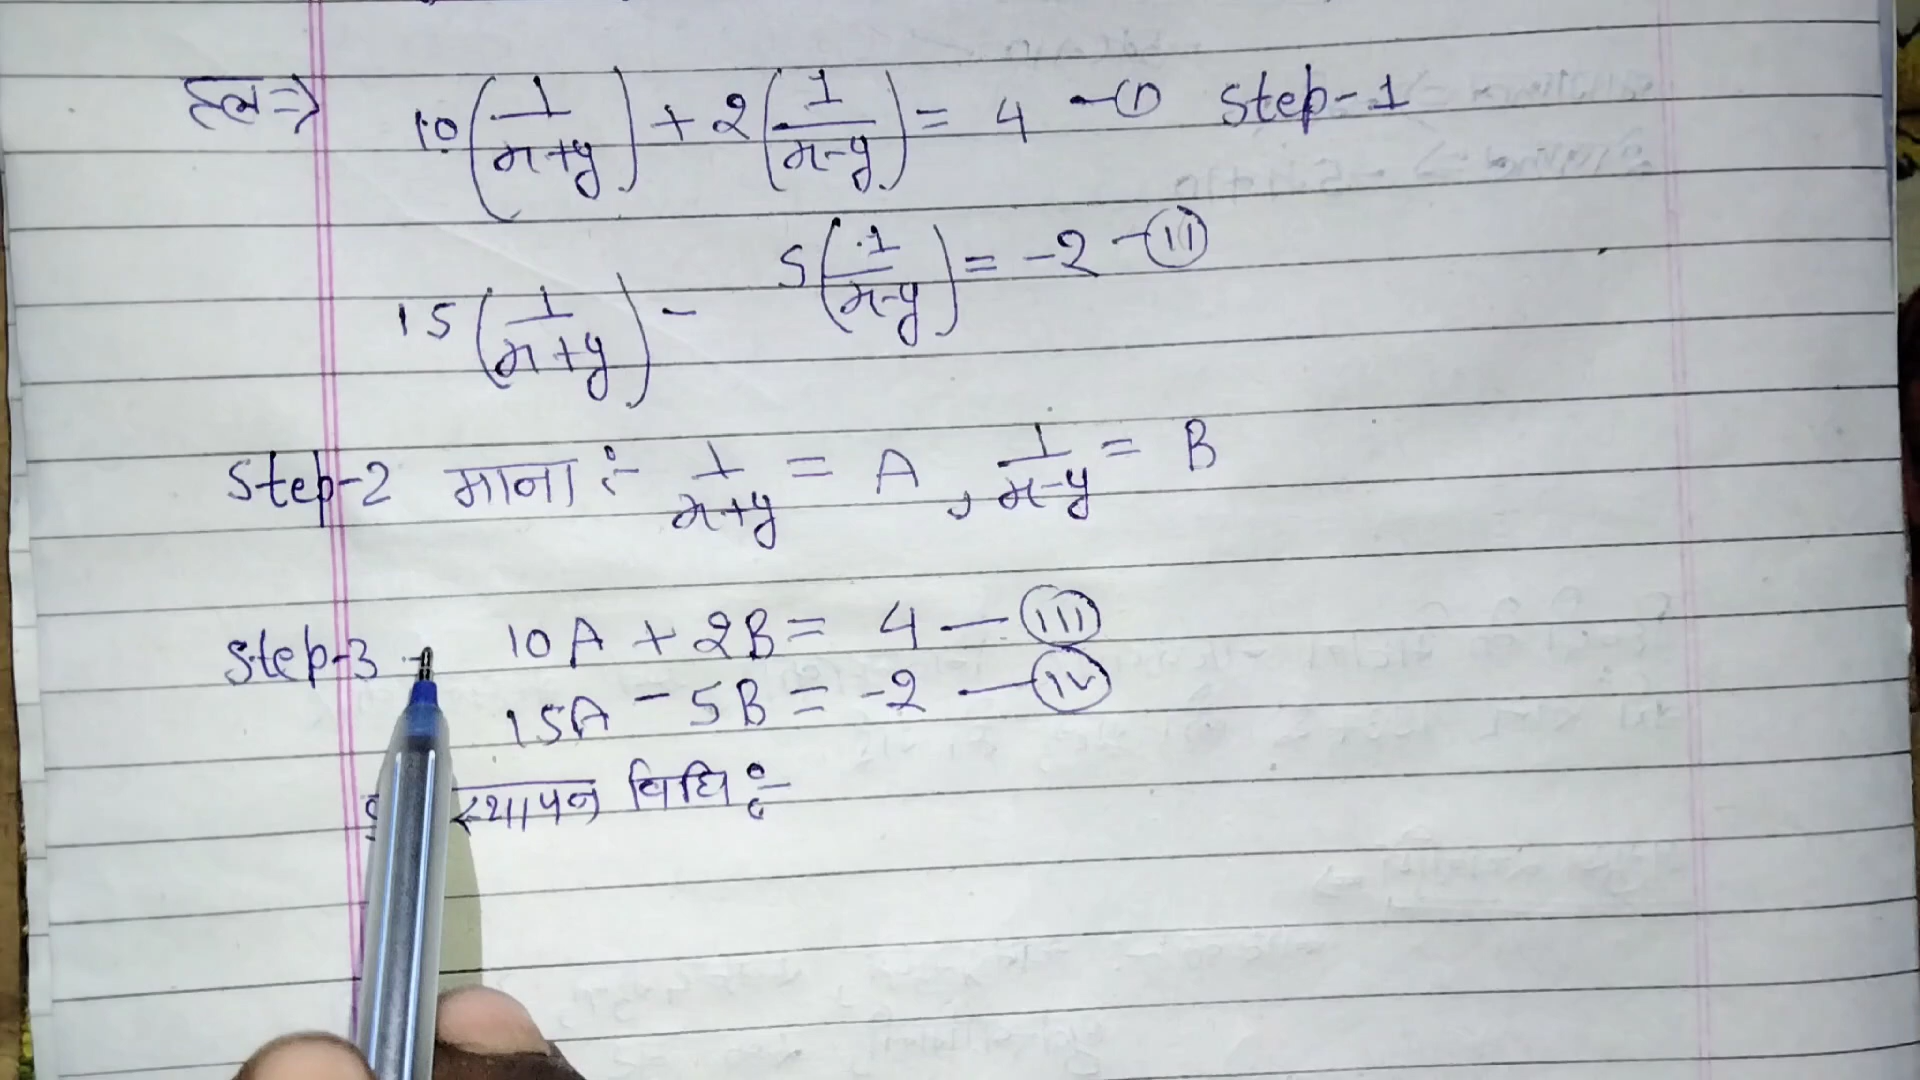 हल⇒ 10(1/x+y) + 2(1/x-y) = 4 —(I) Step-1
15(1/x+y) - 5(1/x-y) = -2 —(II)
Step-2 माना :- 1/x+y = A , 1/x-y = B
Step-3 - 10A + 2B = 4 —(III)
15A - 5B = -2 —(IV)
विधि :-